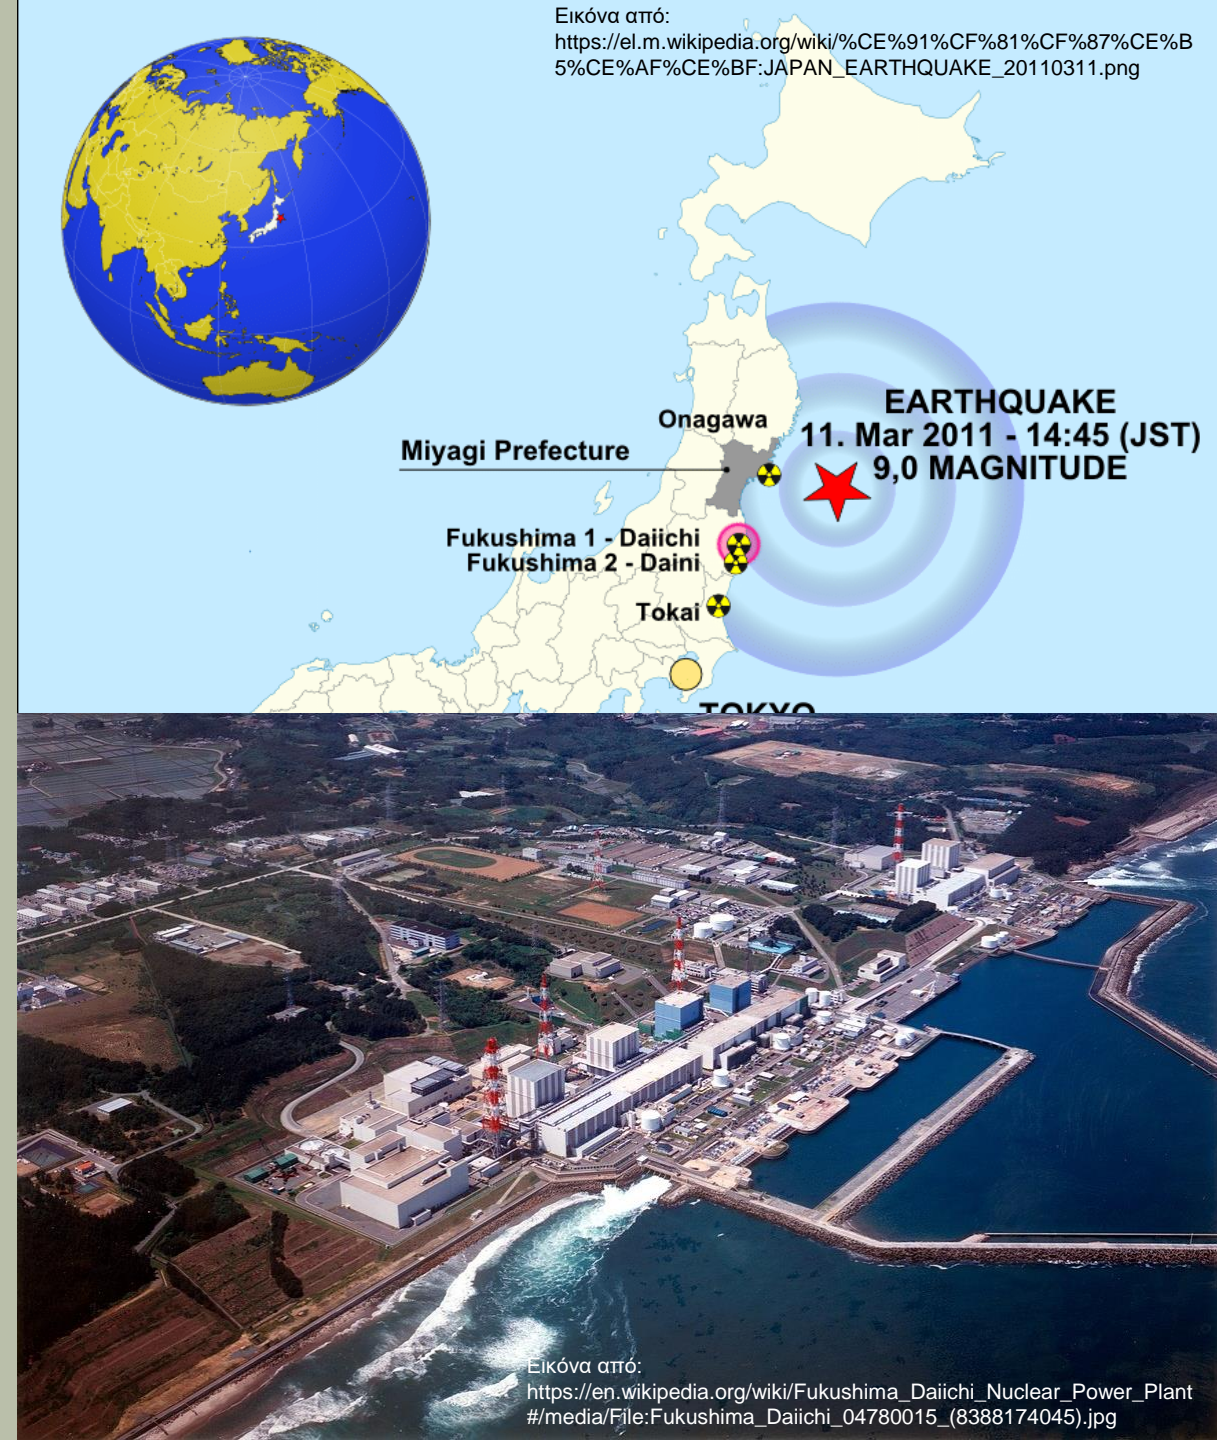 Εικόνα από:
https://el.m.wikipedia.org/wiki/%CE%91%CF%81%CF%87%CE%B
5%CE%AF%CE%BF:JAPAN_EARTHQUAKE_20110311.png
EARTHQUAKE
11. Mar 2011 - 14:45 (JST)
9,0 MAGNITUDE
Onagawa
Miyagi Prefecture
Fukushima 1 - Daiichi
Fukushima 2 - Daini
Tokai
TOKYO
Εικόνα από:
https://en.wikipedia.org/wiki/Fukushima_Daiichi_Nuclear_Power_Plant
#/media/File:Fukushima_Daiichi_04780015_(8388174045).jpg